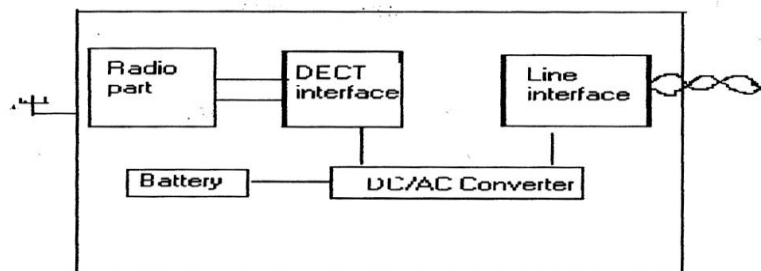 Radio
part
DECT
interface
Line
interface
Battery
DC/AC Converter